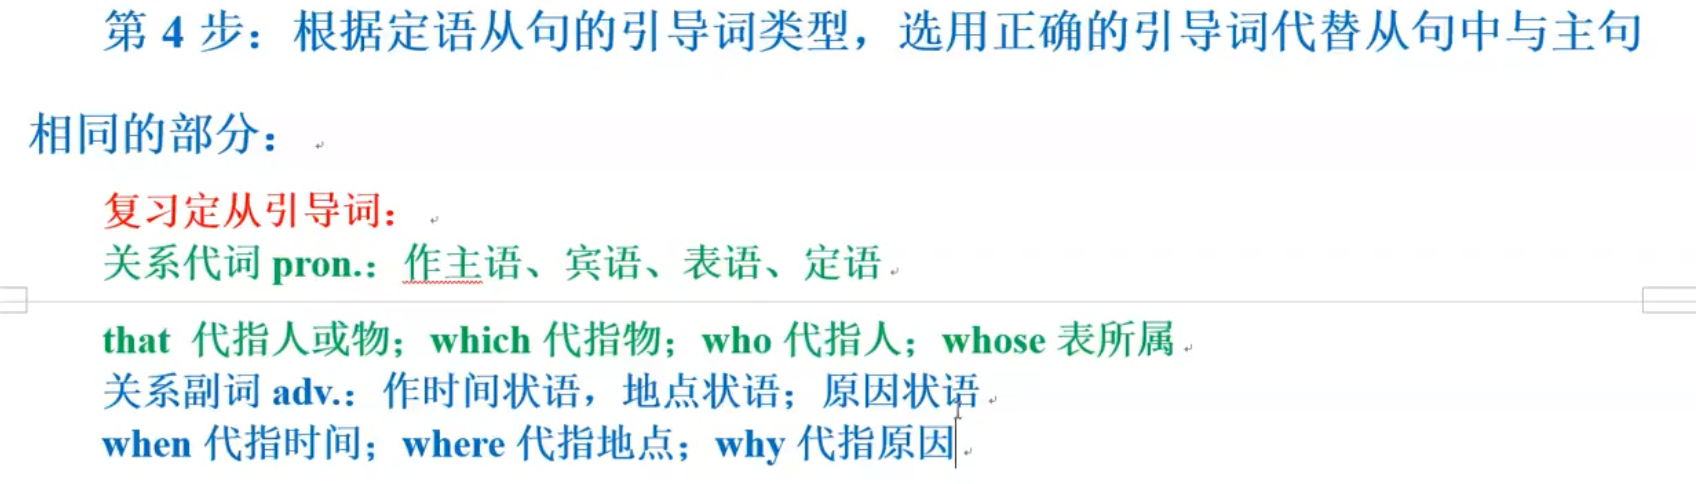 第 4 步：根据定语从句的引导词类型，选用正确的引导词代替从句中与主句
相同的部分：
复习定从引导词：
关系代词 pron.：作主语、宾语、表语、定语
that 代指人或物；which 代指物；who 代指人；whose 表所属
关系副词 adv.：作时间状语，地点状语；原因状语
when 代指时间；where 代指地点；why 代指原因